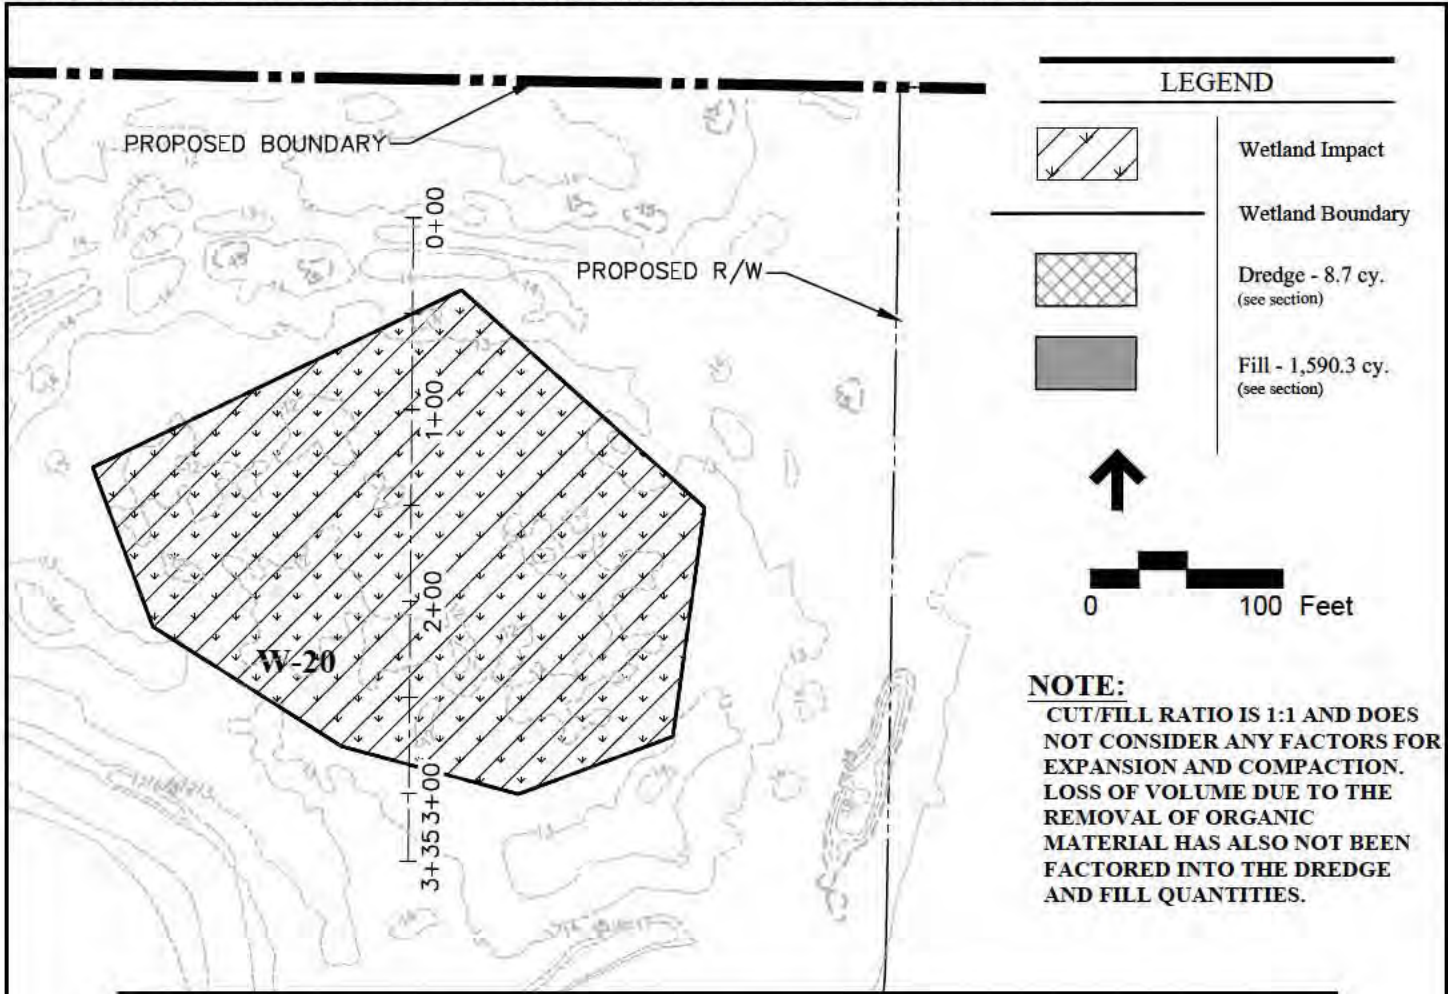 PROPOSED BOUNDARY
0+00
PROPOSED R/W
1+00
2+00
W-20
3+00
3+35
LEGEND
Wetland Impact
Wetland Boundary
Dredge - 8.7 cy.
(see section)
Fill - 1,590.3 cy.
(see section)
0 100 Feet
NOTE:
CUT/FILL RATIO IS 1:1 AND DOES
NOT CONSIDER ANY FACTORS FOR
EXPANSION AND COMPACTION.
LOSS OF VOLUME DUE TO THE
REMOVAL OF ORGANIC
MATERIAL HAS ALSO NOT BEEN
FACTORED INTO THE DREDGE
AND FILL QUANTITIES.